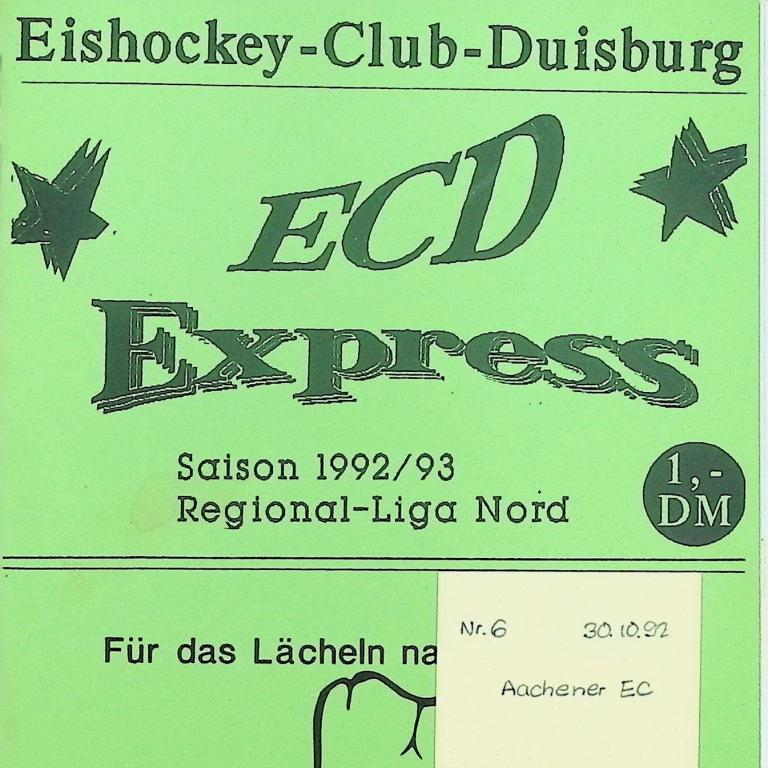 Eishockey-Club-Duisburg
ECD
Express
Saison 1992/93
Regional-Liga Nord
1,-
DM
Für das Lächeln na
Nr. 6 30.10.92
Aachener EC